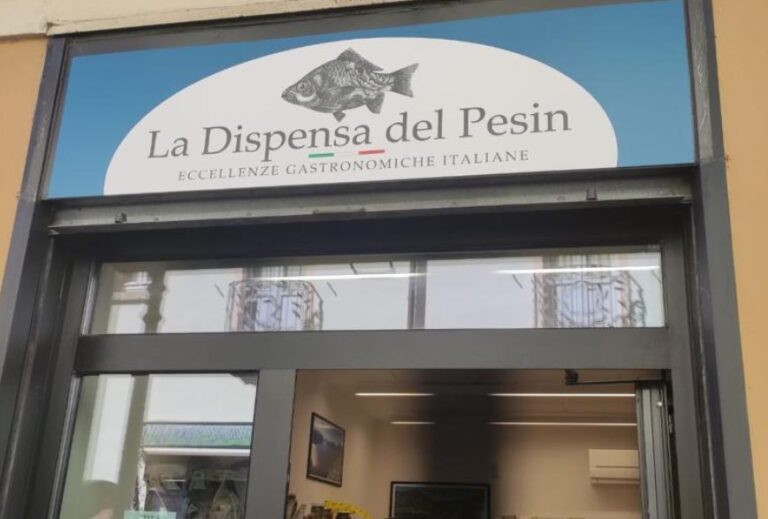 La Dispensa del Pesin
ECCELLENZE GASTRONOMICHE ITALIANE